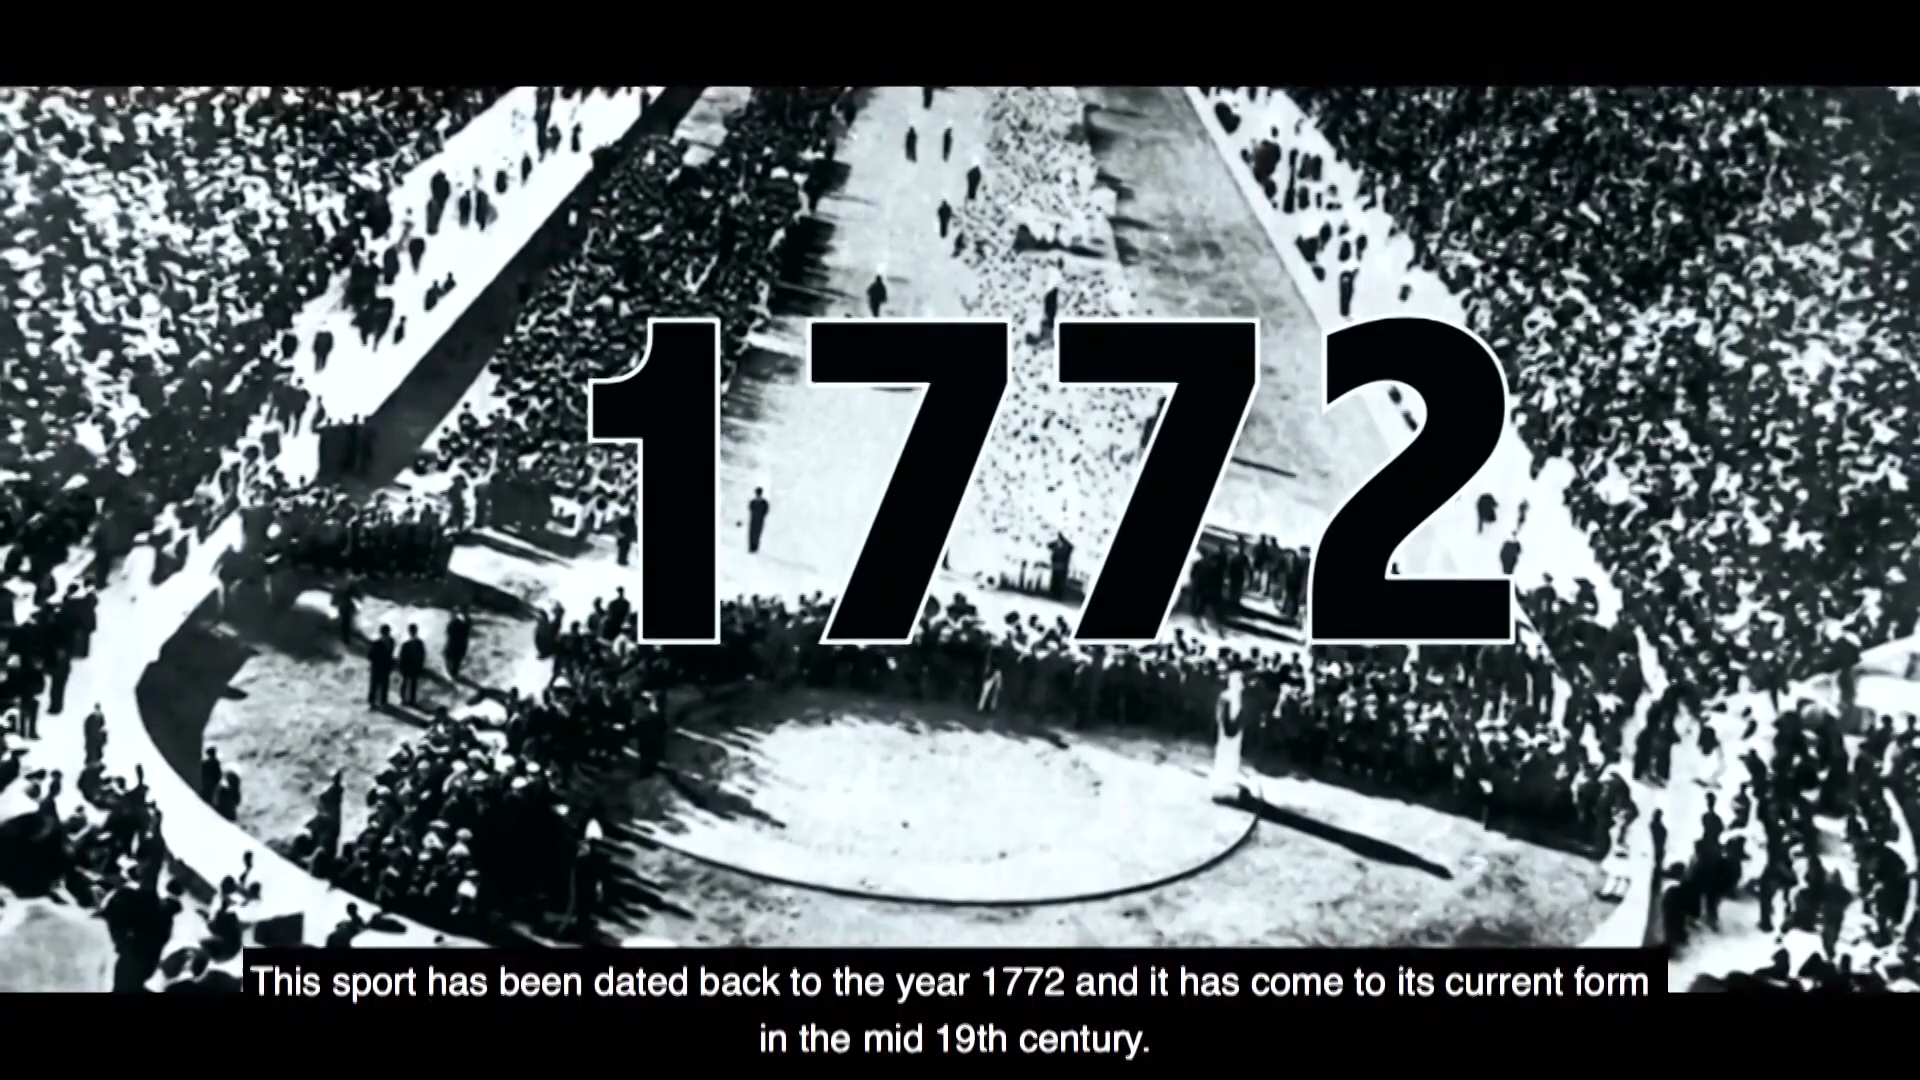 1772
This sport has been dated back to the year 1772 and it has come to its current form
in the mid 19th century.